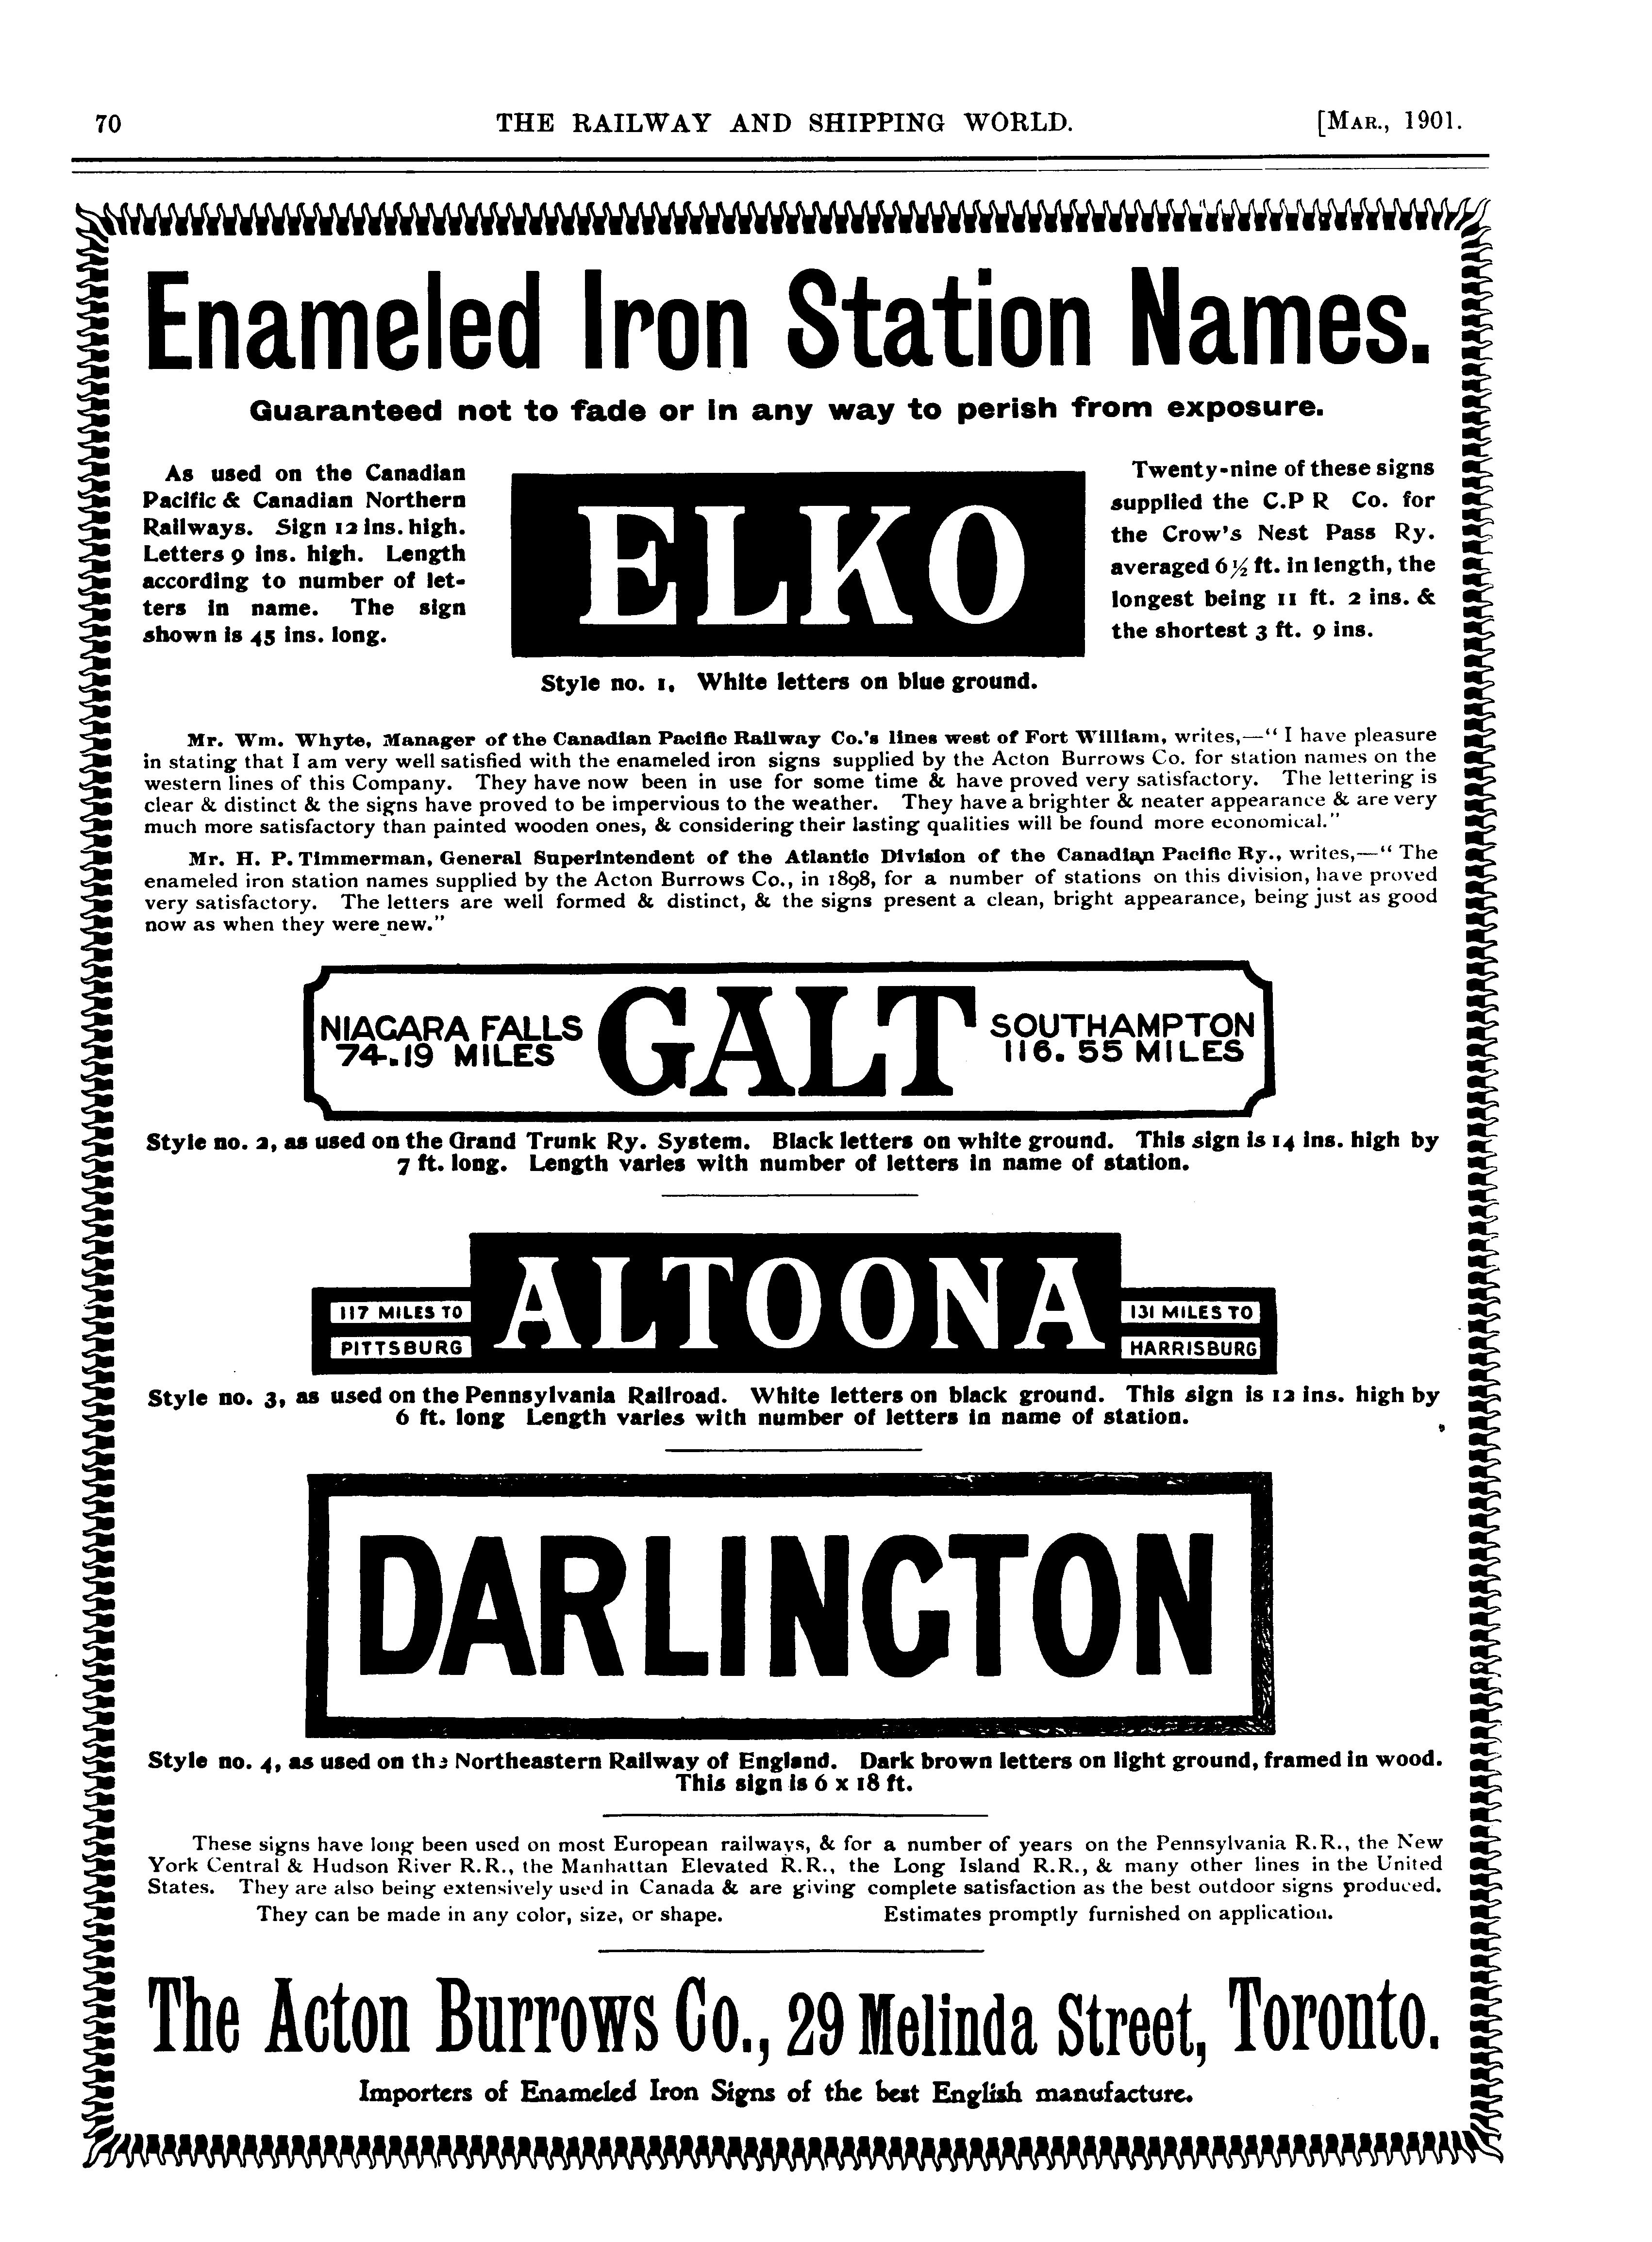 70 THE RAILWAY AND SHIPPING WORLD. [MAR., 1901.
Enameled Iron Station Names.
Guaranteed not to fade or in any way to perish from exposure.
As used on the Canadian
Pacific & Canadian Northern
Railways. Sign 12 ins. high.
Letters 9 ins. high. Length
according to number of let-
ters in name. The sign
shown is 45 ins. long.
ELKO
Twenty-nine of these signs
supplied the C.P R Co. for
the Crow's Nest Pass Ry.
averaged 6½ ft. in length, the
longest being 11 ft. 2 ins. &
the shortest 3 ft. 9 ins.
Style no. 1. White letters on blue ground.
Mr. Wm. Whyte, Manager of the Canadian Pacific Railway Co.'s lines west of Fort William, writes,—“ I have pleasure
in stating that I am very well satisfied with the enameled iron signs supplied by the Acton Burrows Co. for station names on the
western lines of this Company. They have now been in use for some time & have proved very satisfactory. The lettering is
clear & distinct & the signs have proved to be impervious to the weather. They have a brighter & neater appearance & are very
much more satisfactory than painted wooden ones, & considering their lasting qualities will be found more economical.”
Mr. H. P. Timmerman, General Superintendent of the Atlantic Division of the Canadian Pacific Ry., writes,—“ The
enameled iron station names supplied by the Acton Burrows Co., in 1898, for a number of stations on this division, have proved
very satisfactory. The letters are well formed & distinct, & the signs present a clean, bright appearance, being just as good
now as when they were new.”
NIAGARA FALLS
74.19 MILES
GALT
SOUTHAMPTON
116.55 MILES
Style no. 2, as used on the Grand Trunk Ry. System. Black letters on white ground. This sign is 14 ins. high by
7 ft. long. Length varies with number of letters in name of station.
117 MILES TO
PITTSBURG
ALTOONA
131 MILES TO
HARRISBURG
Style no. 3, as used on the Pennsylvania Railroad. White letters on black ground. This sign is 12 ins. high by
6 ft. long Length varies with number of letters in name of station.
DARLINGTON
Style no. 4, as used on the Northeastern Railway of England. Dark brown letters on light ground, framed in wood.
This sign is 6 x 18 ft.
These signs have long been used on most European railways, & for a number of years on the Pennsylvania R.R., the New
York Central & Hudson River R.R., the Manhattan Elevated R.R., the Long Island R.R., & many other lines in the United
States. They are also being extensively used in Canada & are giving complete satisfaction as the best outdoor signs produced.
They can be made in any color, size, or shape. Estimates promptly furnished on application.
The Acton Burrows Co., 29 Melinda Street, Toronto.
Importers of Enameled Iron Signs of the best English manufacture.